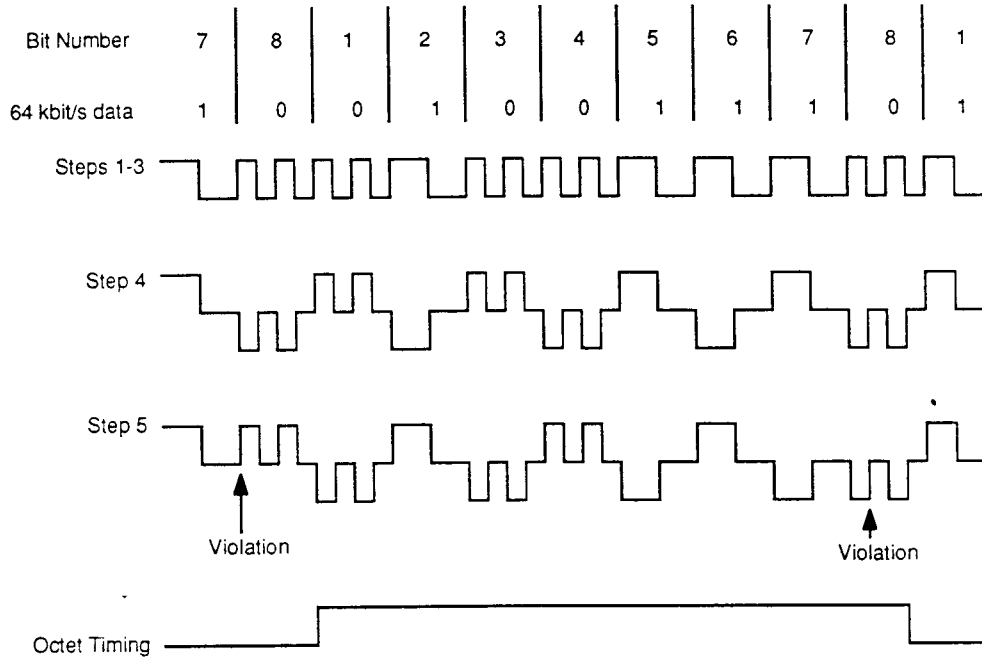 Bit Number 7 8 1 2 3 4 5 6 7 8 1
64 kbit/s data 1 0 0 1 0 0 1 1 1 0 1
Steps 1-3
Step 4
Step 5
Violation
Violation
Octet Timing